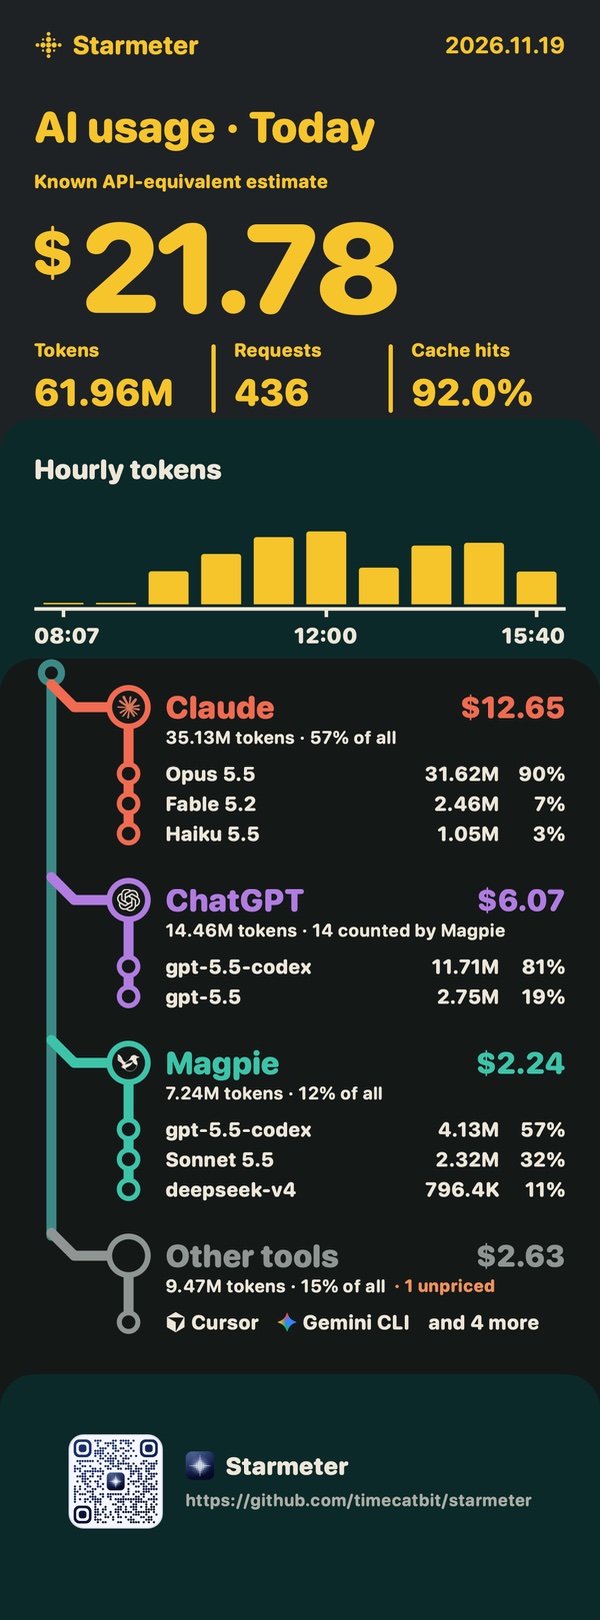 Starmeter 2026.11.19
AI usage · Today
Known API-equivalent estimate
$21.78
Tokens Requests Cache hits
61.96M 436 92.0%
Hourly tokens
08:07 12:00 15:40
Claude $12.65
35.13M tokens · 57% of all
Opus 5.5 31.62M 90%
Fable 5.2 2.46M 7%
Haiku 5.5 1.05M 3%
ChatGPT $6.07
14.46M tokens · 14 counted by Magpie
gpt-5.5-codex 11.71M 81%
gpt-5.5 2.75M 19%
Magpie $2.24
7.24M tokens · 12% of all
gpt-5.5-codex 4.13M 57%
Sonnet 5.5 2.32M 32%
deepseek-v4 796.4K 11%
Other tools $2.63
9.47M tokens · 15% of all · 1 unpriced
Cursor Gemini CLI and 4 more
Starmeter
https://github.com/timecatbit/starmeter